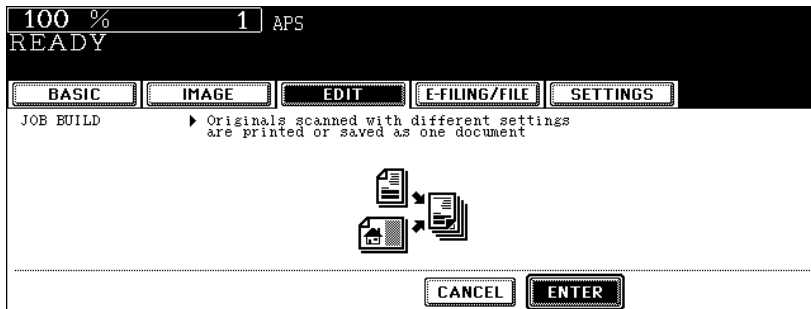 100 % 1 APS
READY
BASIC IMAGE EDIT E-FILING/FILE SETTINGS
JOB BUILD Originals scanned with different settings
are printed or saved as one document
CANCEL ENTER